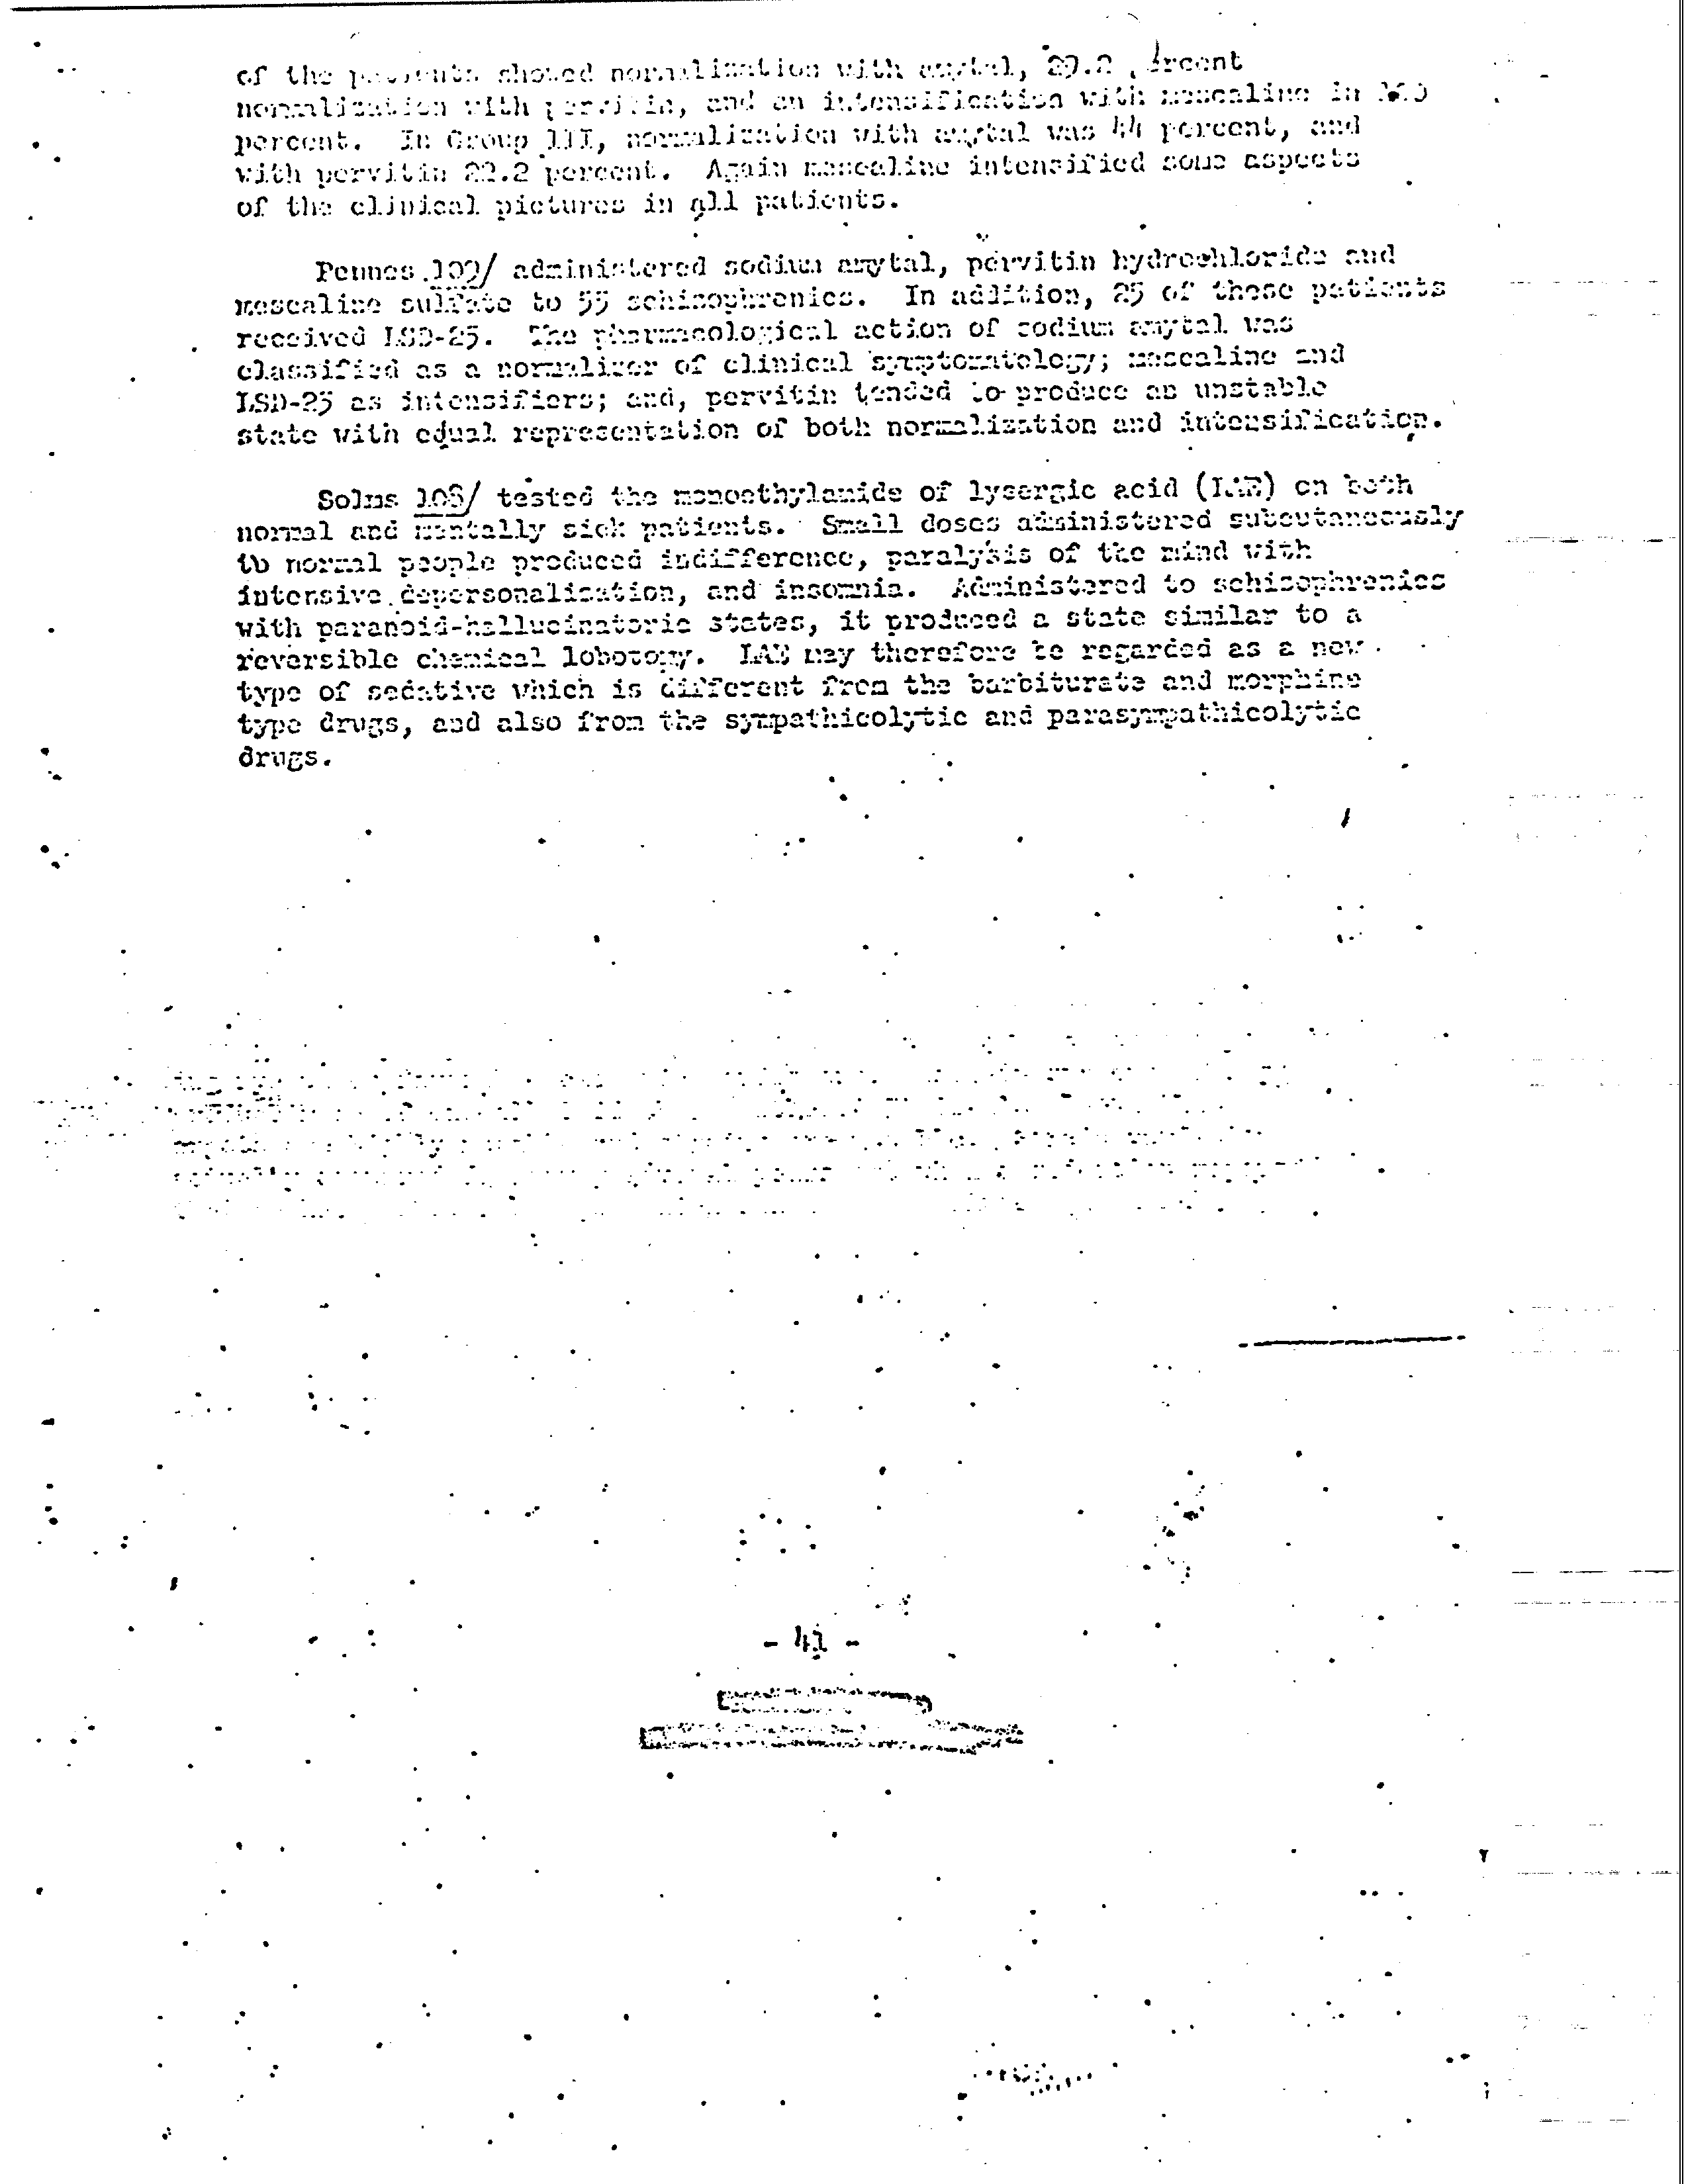 of the patients showed normalization with amytal, 29.2 percent
normalization with pervitin, and an intensification with mescaline in 100
percent. In Group III, normalization with amytal was 44 percent, and
with pervitin 22.2 percent. Again mescaline intensified some aspects
of the clinical pictures in all patients.
Pennes 109/ administered sodium amytal, pervitin hydrochloride and
mescaline sulfate to 55 schizophrenics. In addition, 25 of these patients
received LSD-25. The pharmacological action of sodium amytal was
classified as a normalizer of clinical symptomatology; mescaline and
LSD-25 as intensifiers; and, pervitin tended to produce an unstable
state with equal representation of both normalization and intensification.
Solms 108/ tested the monoethylamide of lysergic acid (LAE) on both
normal and mentally sick patients. Small doses administered subcutaneously
to normal people produced indifference, paralysis of the mind with
intensive depersonalization, and insomnia. Administered to schizophrenics
with paranoid-hallucinatoric states, it produced a state similar to a
reversible chemical lobotomy. LAE may therefore be regarded as a new
type of sedative which is different from the barbiturate and morphine
type drugs, and also from the sympathicolytic and parasympathicolytic
drugs.
- 41 -